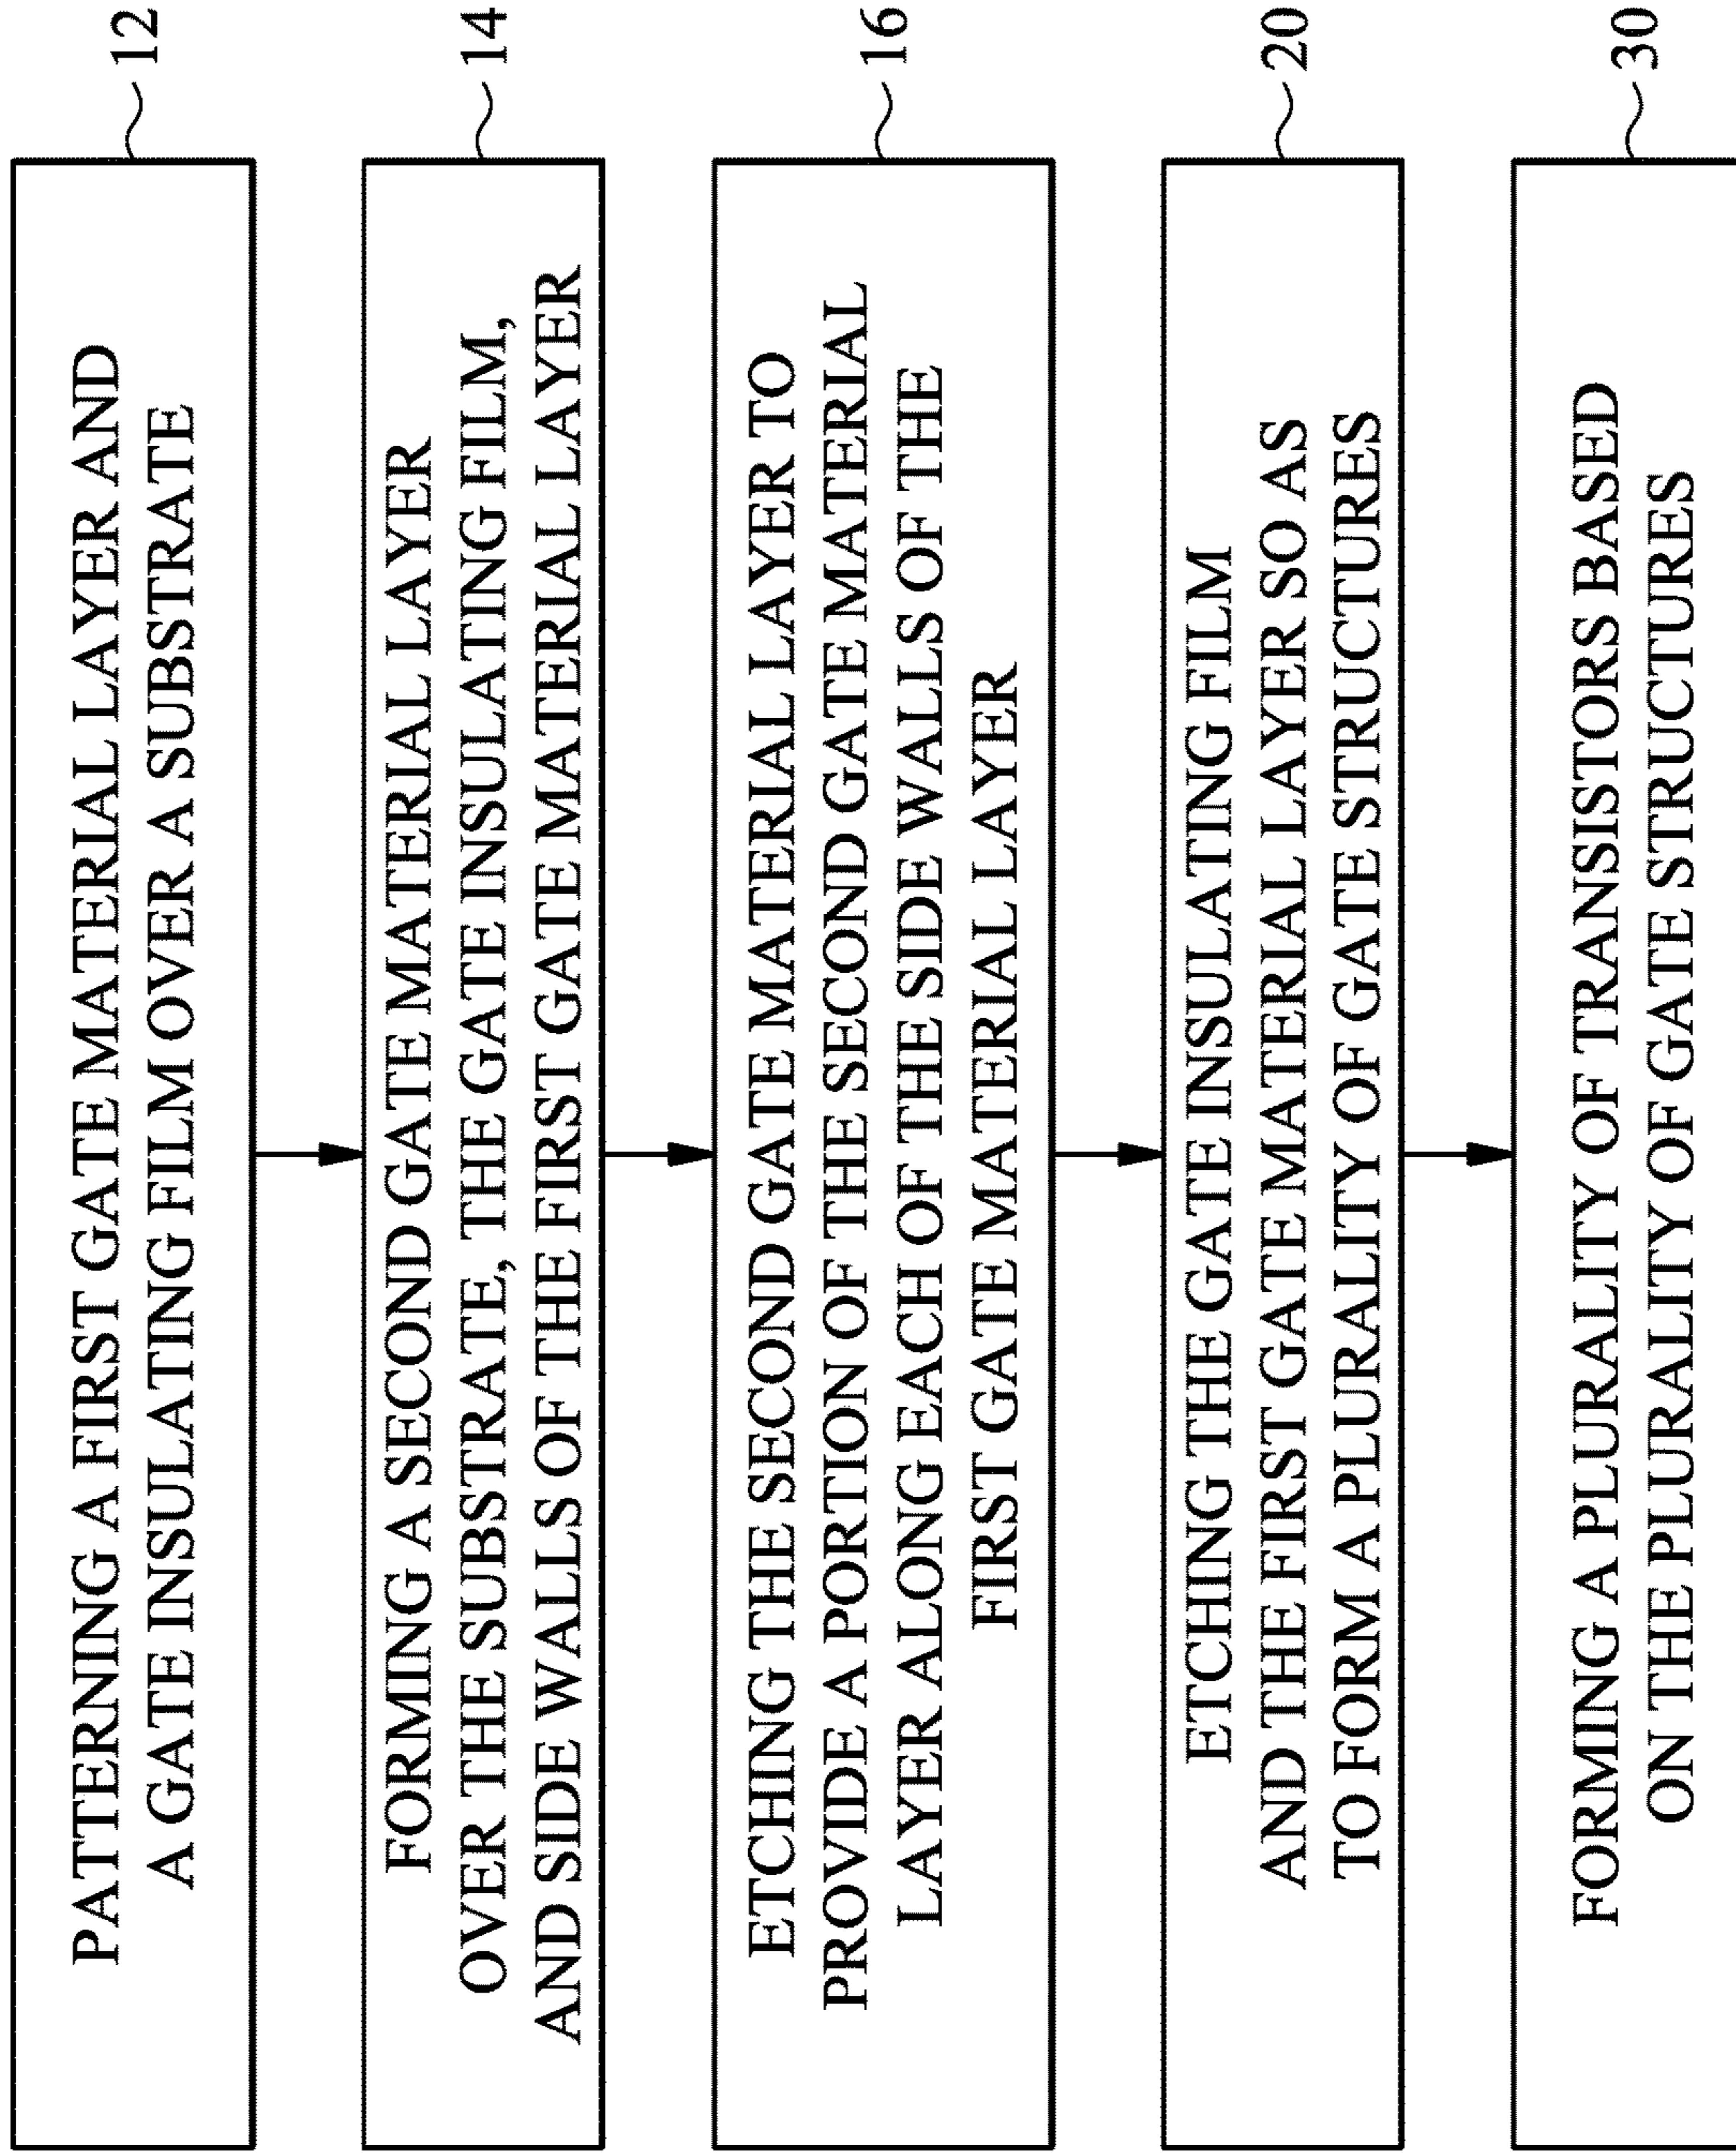 PATTERNING A FIRST GATE MATERIAL LAYER AND
A GATE INSULATING FILM OVER A SUBSTRATE
12
FORMING A SECOND GATE MATERIAL LAYER
OVER THE SUBSTRATE, THE GATE INSULATING FILM,
AND SIDE WALLS OF THE FIRST GATE MATERIAL LAYER
14
ETCHING THE SECOND GATE MATERIAL LAYER TO
PROVIDE A PORTION OF THE SECOND GATE MATERIAL
LAYER ALONG EACH OF THE SIDE WALLS OF THE
FIRST GATE MATERIAL LAYER
16
ETCHING THE GATE INSULATING FILM
AND THE FIRST GATE MATERIAL LAYER SO AS
TO FORM A PLURALITY OF GATE STRUCTURES
20
FORMING A PLURALITY OF TRANSISTORS BASED
ON THE PLURALITY OF GATE STRUCTURES
30